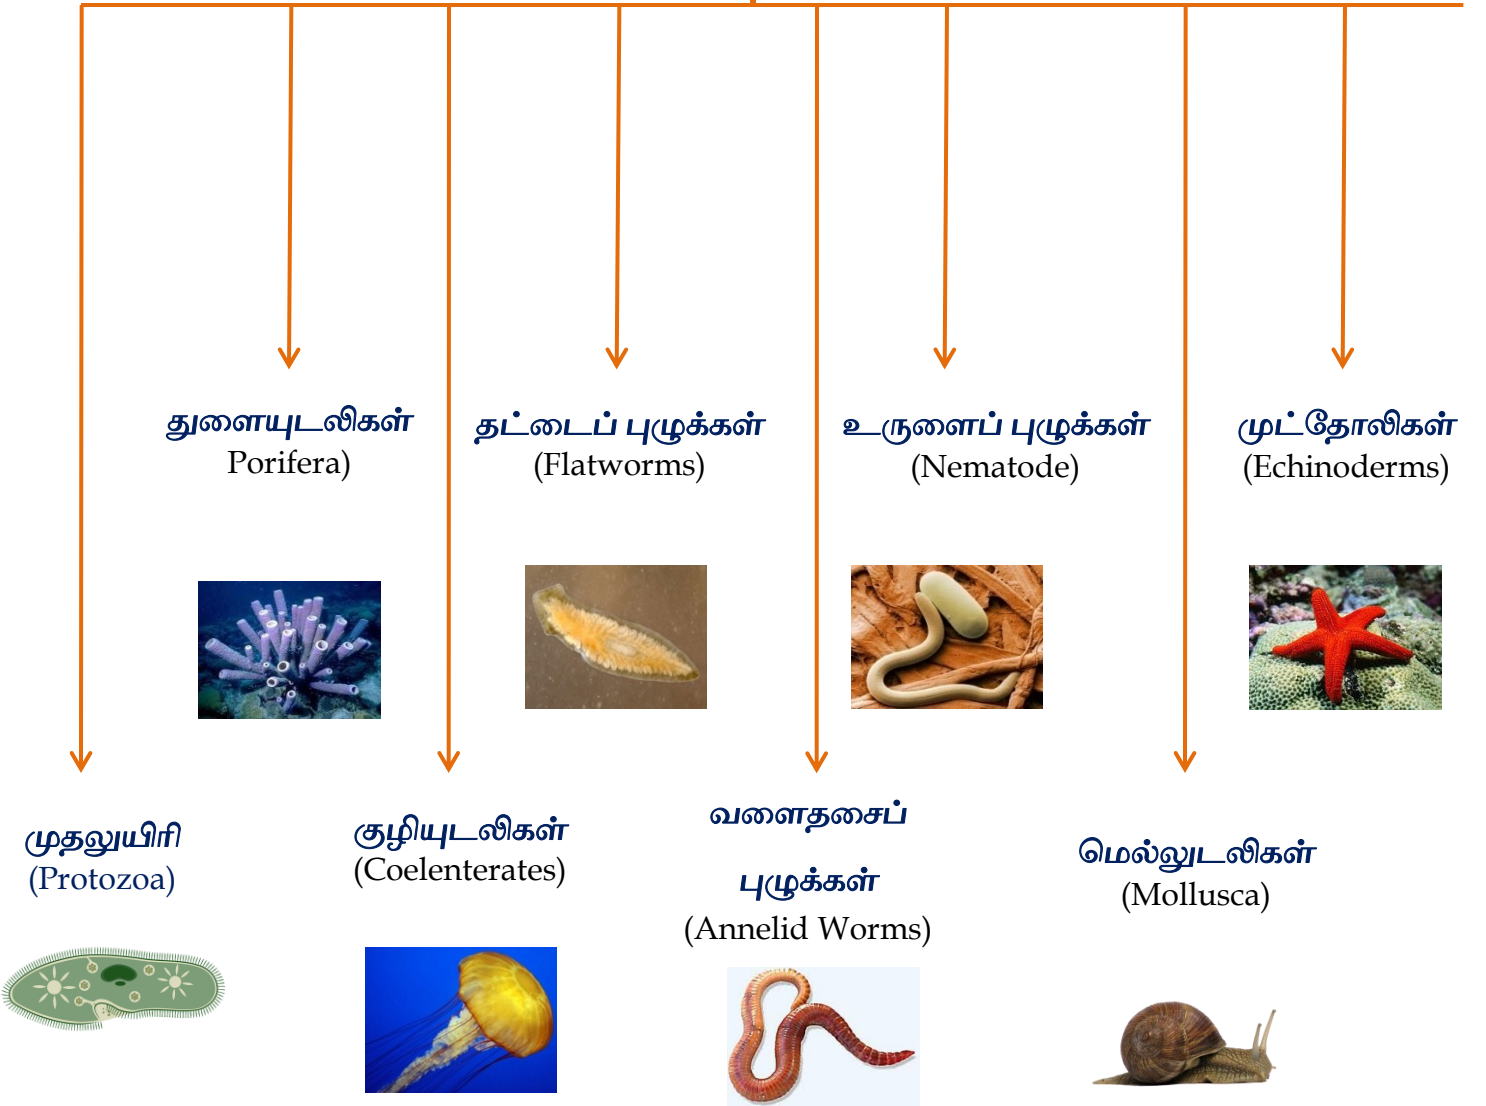 துளையுடலிகள்
Porifera)
தட்டைப் புழுக்கள்
(Flatworms)
உருளைப் புழுக்கள்
(Nematode)
முட்தோலிகள்
(Echinoderms)
முதலுயிரி
(Protozoa)
குழியுடலிகள்
(Coelenterates)
வளைதசைப்
புழுக்கள்
(Annelid Worms)
மெல்லுடலிகள்
(Mollusca)